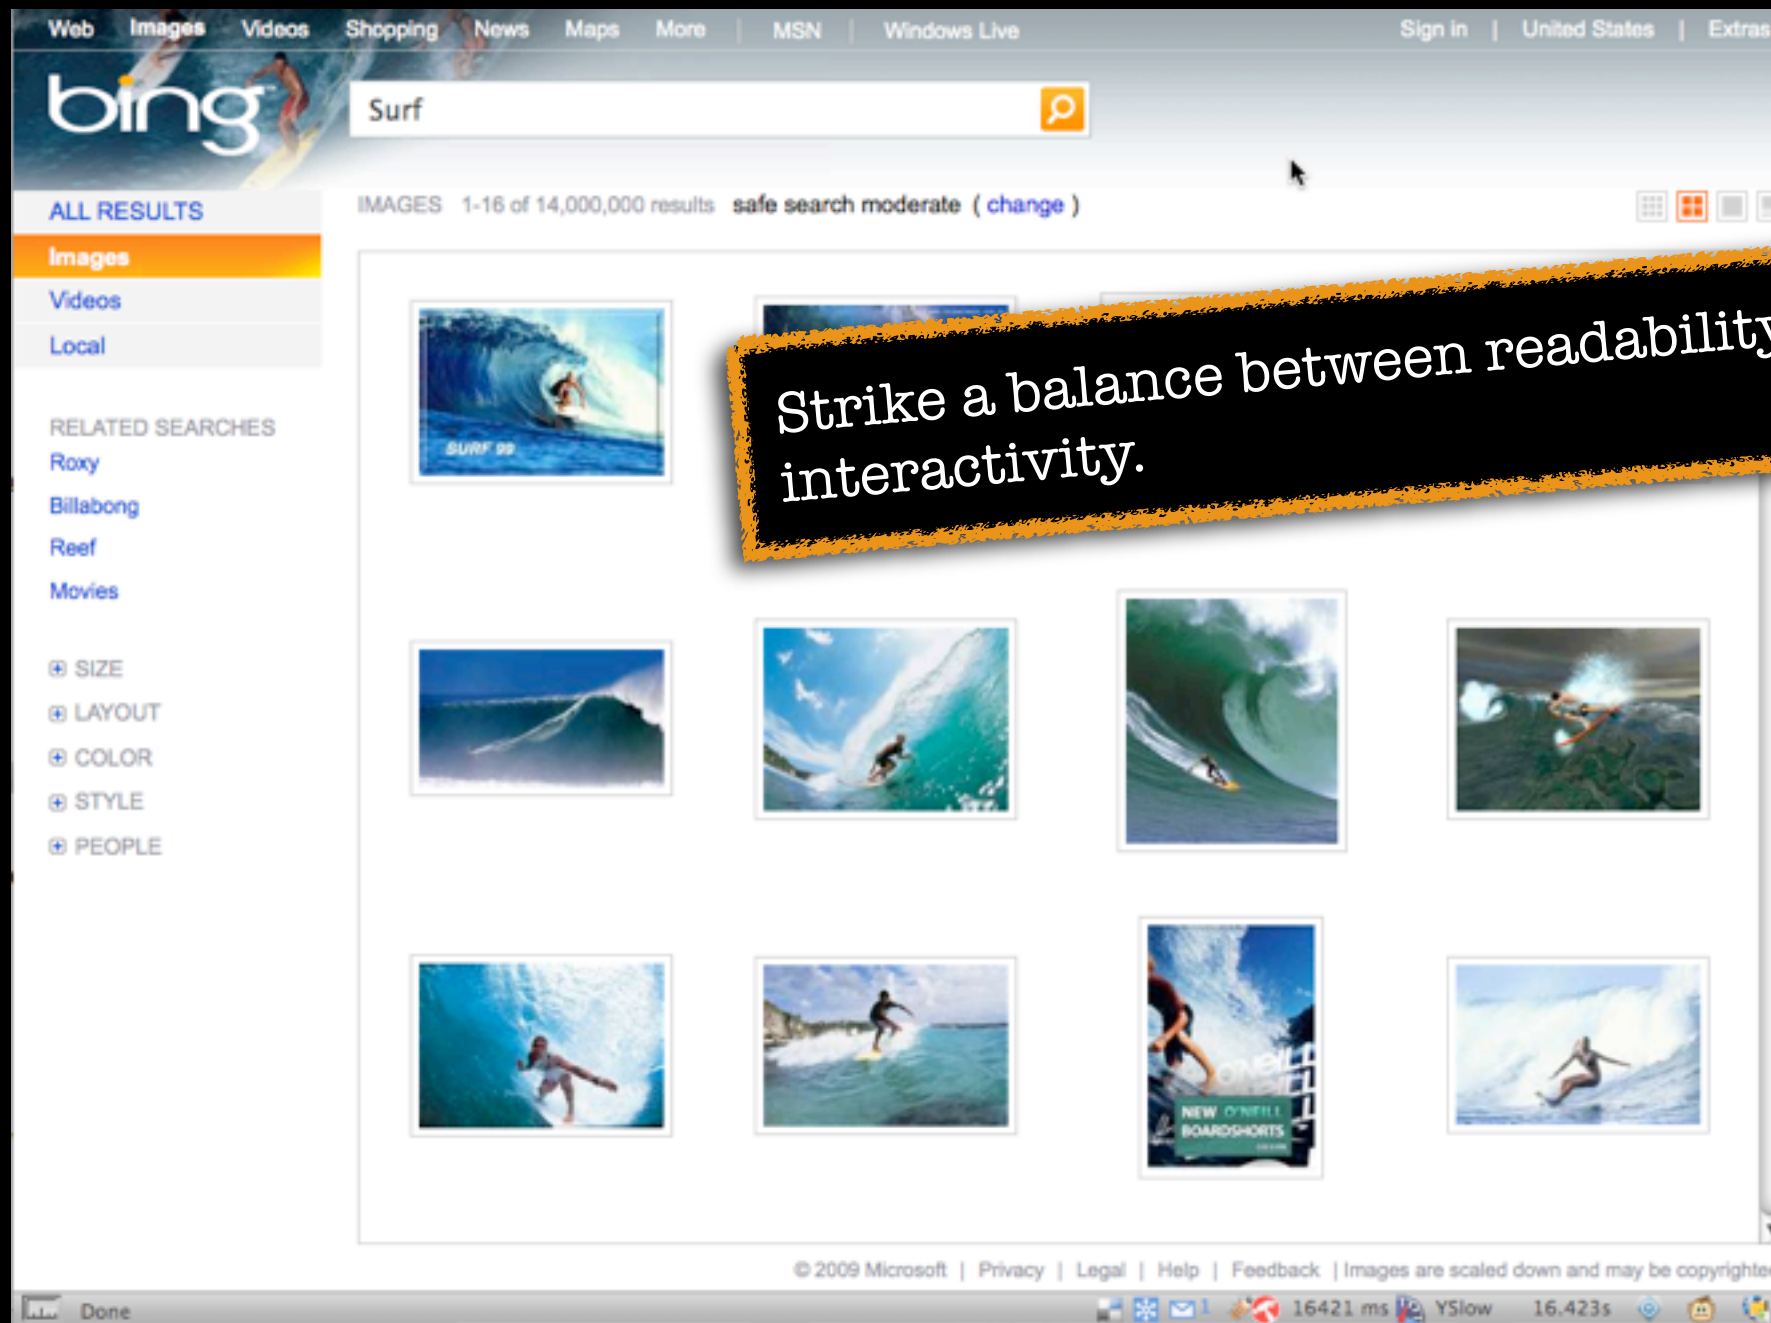 Web Images Videos Shopping News Maps More | MSN | Windows Live Sign in | United States | Extras
bing
Surf
ALL RESULTS
Images
Videos
Local
RELATED SEARCHES
Roxy
Billabong
Reef
Movies
SIZE
LAYOUT
COLOR
STYLE
PEOPLE
IMAGES 1-16 of 14,000,000 results safe search moderate ( change )
Strike a balance between readability
interactivity.
SURF 99
O'NEILL
NEW O'NEILL
BOARDSHORTS
© 2009 Microsoft | Privacy | Legal | Help | Feedback | Images are scaled down and may be copyrighted
Done 1 16421 ms YSlow 16.423s